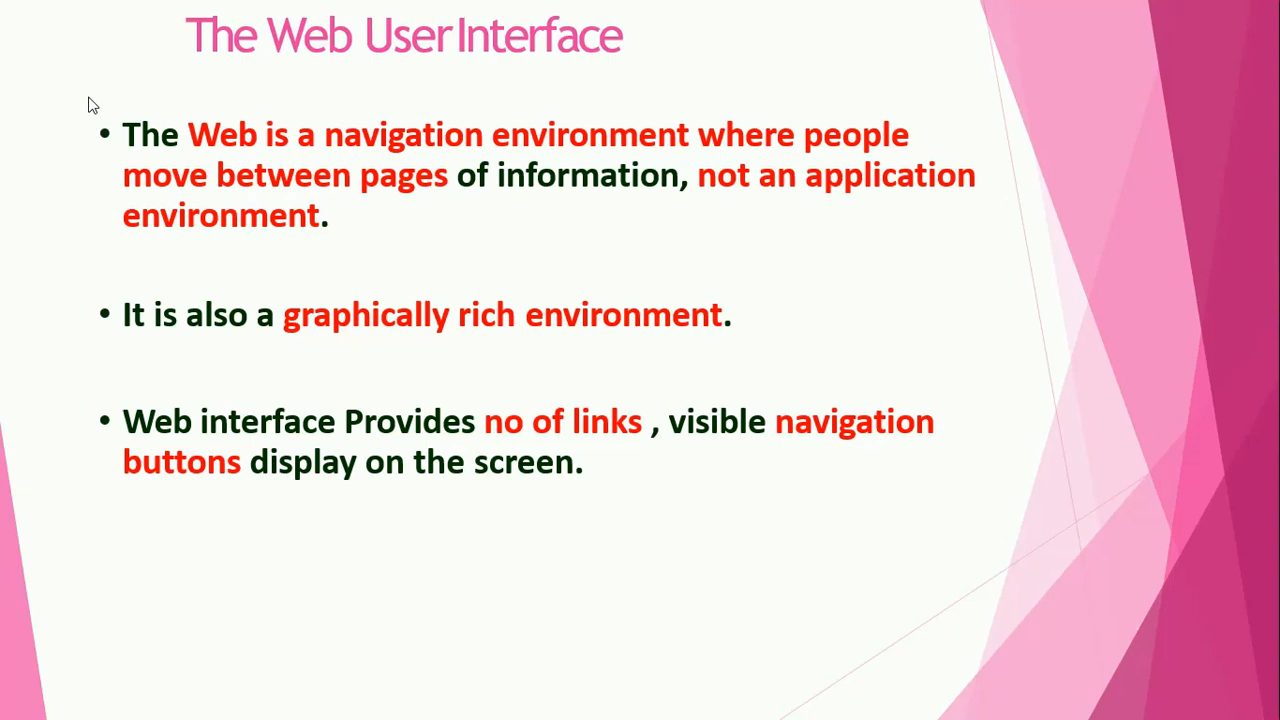 The Web User Interface
• The Web is a navigation environment where people
move between pages of information, not an application
environment.
• It is also a graphically rich environment.
• Web interface Provides no of links , visible navigation
buttons display on the screen.